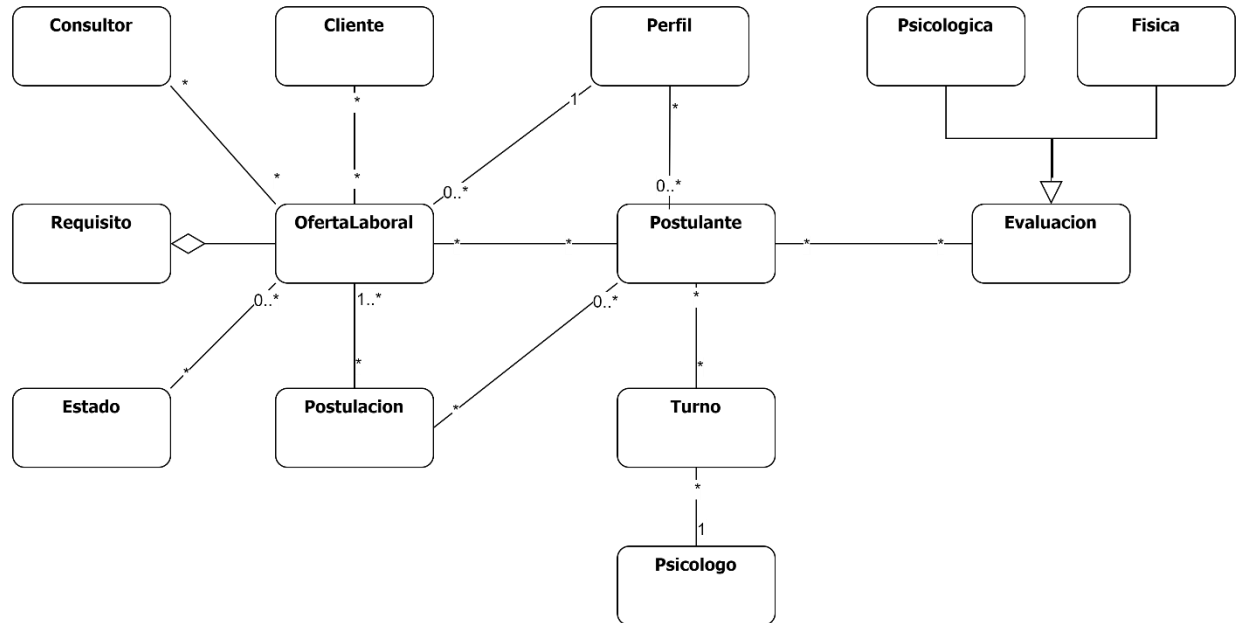 Consultor
Cliente
Perfil
Psicologica
Fisica
*
*
1
*
*
*
0..*
0..*
Requisito
OfertaLaboral
Postulante
Evaluacion
*
*
*
*
0..*
1..*
0..*
*
*
*
*
*
Estado
Postulacion
Turno
*
1
Psicologo